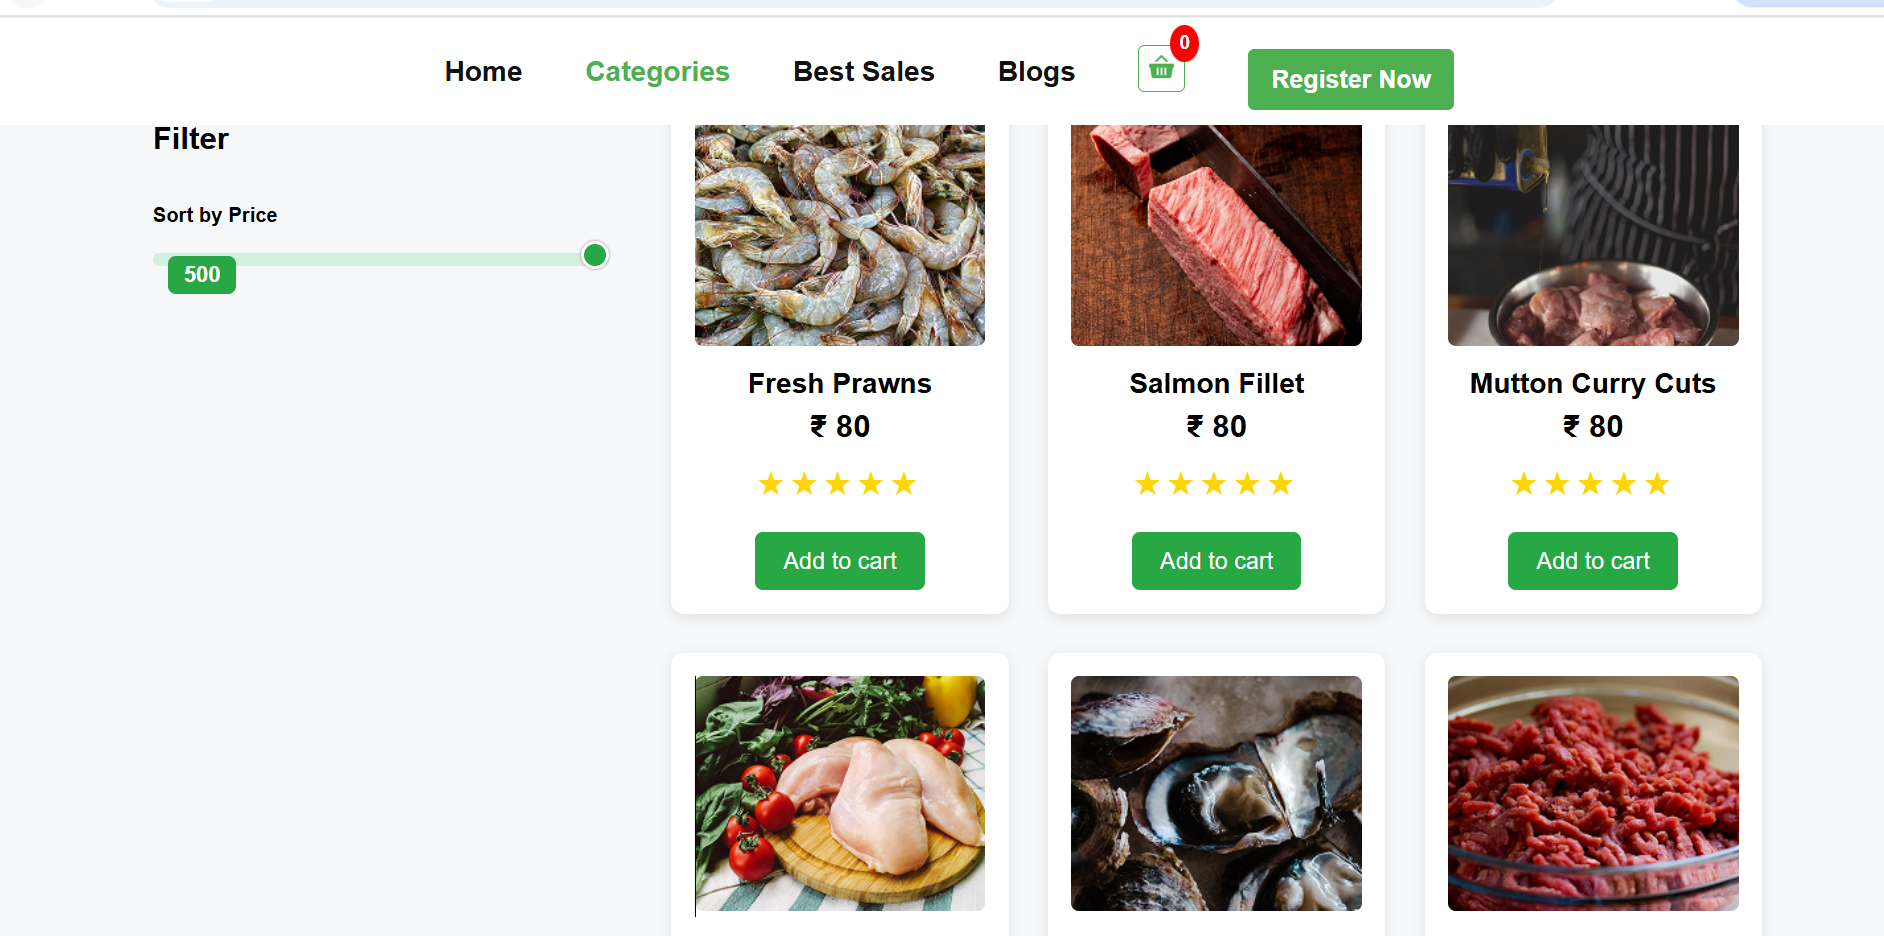 Home Categories Best Sales Blogs 0 Register Now
Filter
Sort by Price
500
Fresh Prawns
₹ 80
★★★★★
Add to cart
Salmon Fillet
₹ 80
★★★★★
Add to cart
Mutton Curry Cuts
₹ 80
★★★★★
Add to cart